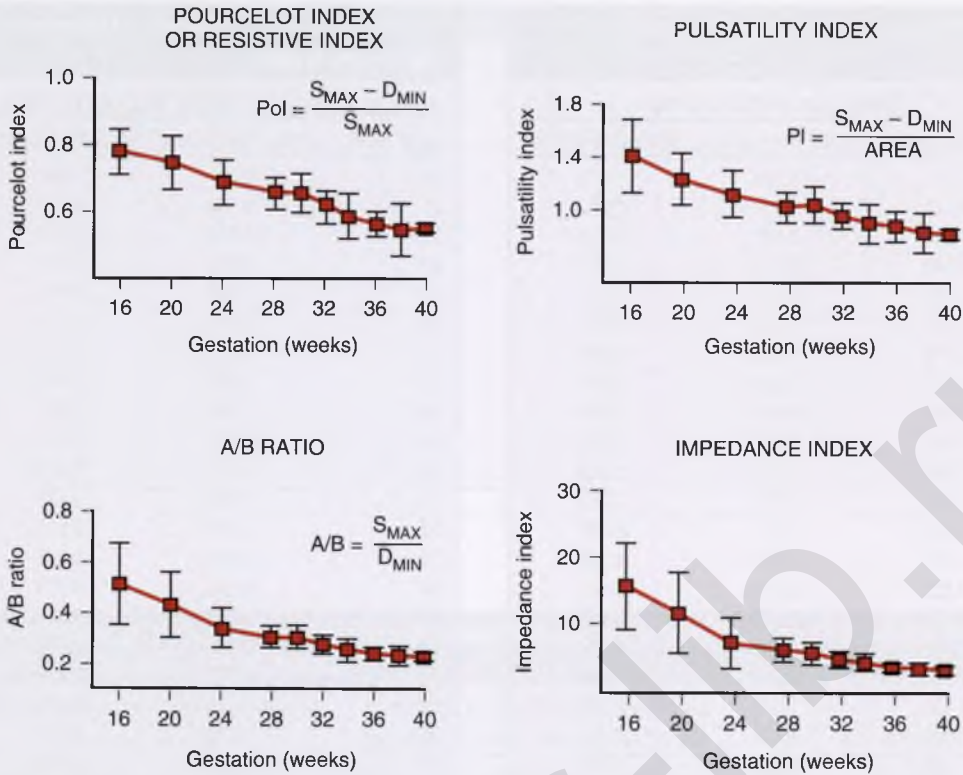 POURCELOT INDEX
OR RESISTIVE INDEX
1.0
0.8
0.6
Pourcelot index
PoI = S_MAX − D_MIN
S_MAX
16 20 24 28 32 36 40
Gestation (weeks)
PULSATILITY INDEX
1.8
1.4
1.0
Pulsatility index
PI = S_MAX − D_MIN
AREA
16 20 24 28 32 36 40
Gestation (weeks)
A/B RATIO
0.8
0.6
0.4
0.2
A/B ratio
A/B = S_MAX
D_MIN
16 20 24 28 32 36 40
Gestation (weeks)
IMPEDANCE INDEX
30
20
10
Impedance index
16 20 24 28 32 36 40
Gestation (weeks)